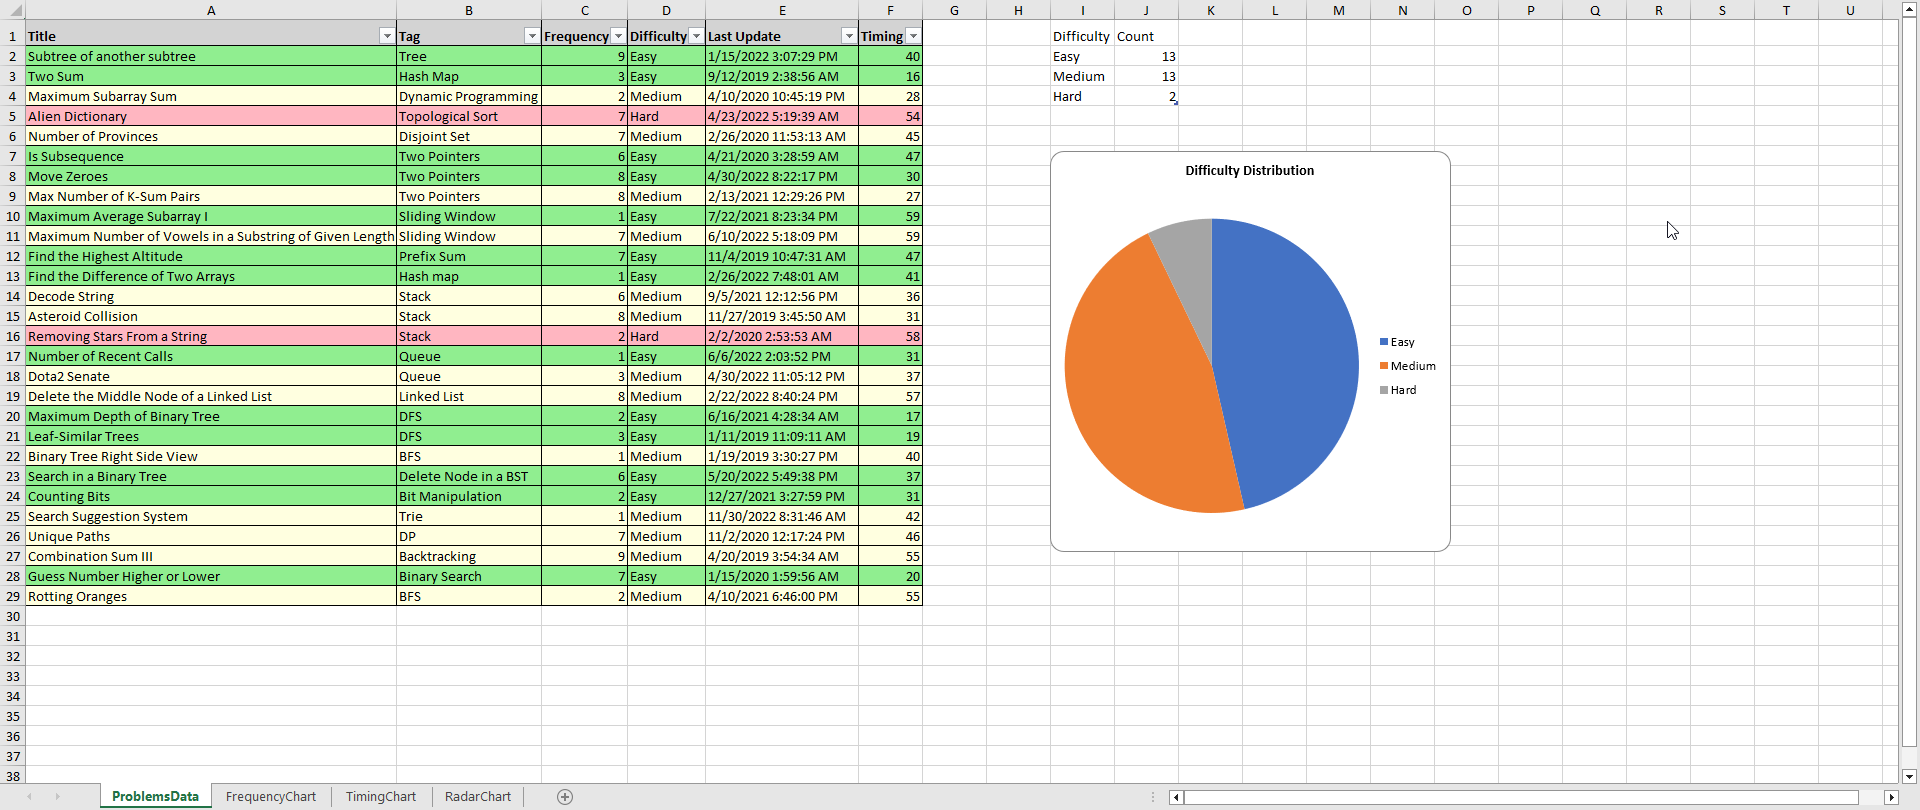 A B C D E F G H I J K L M N O P Q R S T U
1 Title Tag Frequency Difficulty Last Update Timing Difficulty Count
2 Subtree of another subtree Tree 9 Easy 1/15/2022 3:07:29 PM 40 Easy 13
3 Two Sum Hash Map 3 Easy 9/12/2019 2:38:56 AM 16 Medium 13
4 Maximum Subarray Sum Dynamic Programming 2 Medium 4/10/2020 10:45:19 PM 28 Hard 2
5 Alien Dictionary Topological Sort 7 Hard 4/23/2022 5:19:39 AM 54
6 Number of Provinces Disjoint Set 7 Medium 2/26/2020 11:53:13 AM 45
7 Is Subsequence Two Pointers 6 Easy 4/21/2020 3:28:59 AM 47
8 Move Zeroes Two Pointers 8 Easy 4/30/2022 8:22:17 PM 30
9 Max Number of K-Sum Pairs Two Pointers 8 Medium 2/13/2021 12:29:26 PM 27
10 Maximum Average Subarray I Sliding Window 1 Easy 7/22/2021 8:23:34 PM 59
11 Maximum Number of Vowels in a Substring of Given Length Sliding Window 7 Medium 6/10/2022 5:18:09 PM 59
12 Find the Highest Altitude Prefix Sum 7 Easy 11/4/2019 10:47:31 AM 47
13 Find the Difference of Two Arrays Hash map 1 Easy 2/26/2022 7:48:01 AM 41
14 Decode String Stack 6 Medium 9/5/2021 12:12:56 PM 36
15 Asteroid Collision Stack 8 Medium 11/27/2019 3:45:50 AM 31
16 Removing Stars From a String Stack 2 Hard 2/2/2020 2:53:53 AM 58
17 Number of Recent Calls Queue 1 Easy 6/6/2022 2:03:52 PM 31
18 Dota2 Senate Queue 3 Medium 4/30/2022 11:05:12 PM 37
19 Delete the Middle Node of a Linked List Linked List 8 Medium 2/22/2022 8:40:24 PM 57
20 Maximum Depth of Binary Tree DFS 2 Easy 6/16/2021 4:28:34 AM 17
21 Leaf-Similar Trees DFS 3 Easy 1/11/2019 11:09:11 AM 19
22 Binary Tree Right Side View BFS 1 Medium 1/19/2019 3:30:27 PM 40
23 Search in a Binary Tree Delete Node in a BST 6 Easy 5/20/2022 5:49:38 PM 37
24 Counting Bits Bit Manipulation 2 Easy 12/27/2021 3:27:59 PM 31
25 Search Suggestion System Trie 1 Medium 11/30/2022 8:31:46 AM 42
26 Unique Paths DP 7 Medium 11/2/2020 12:17:24 PM 46
27 Combination Sum III Backtracking 9 Medium 4/20/2019 3:54:34 AM 55
28 Guess Number Higher or Lower Binary Search 7 Easy 1/15/2020 1:59:56 AM 20
29 Rotting Oranges BFS 2 Medium 4/10/2021 6:46:00 PM 55
30
31
32
33
34
35
36
37
38
Difficulty Distribution
Easy
Medium
Hard
ProblemsData FrequencyChart TimingChart RadarChart